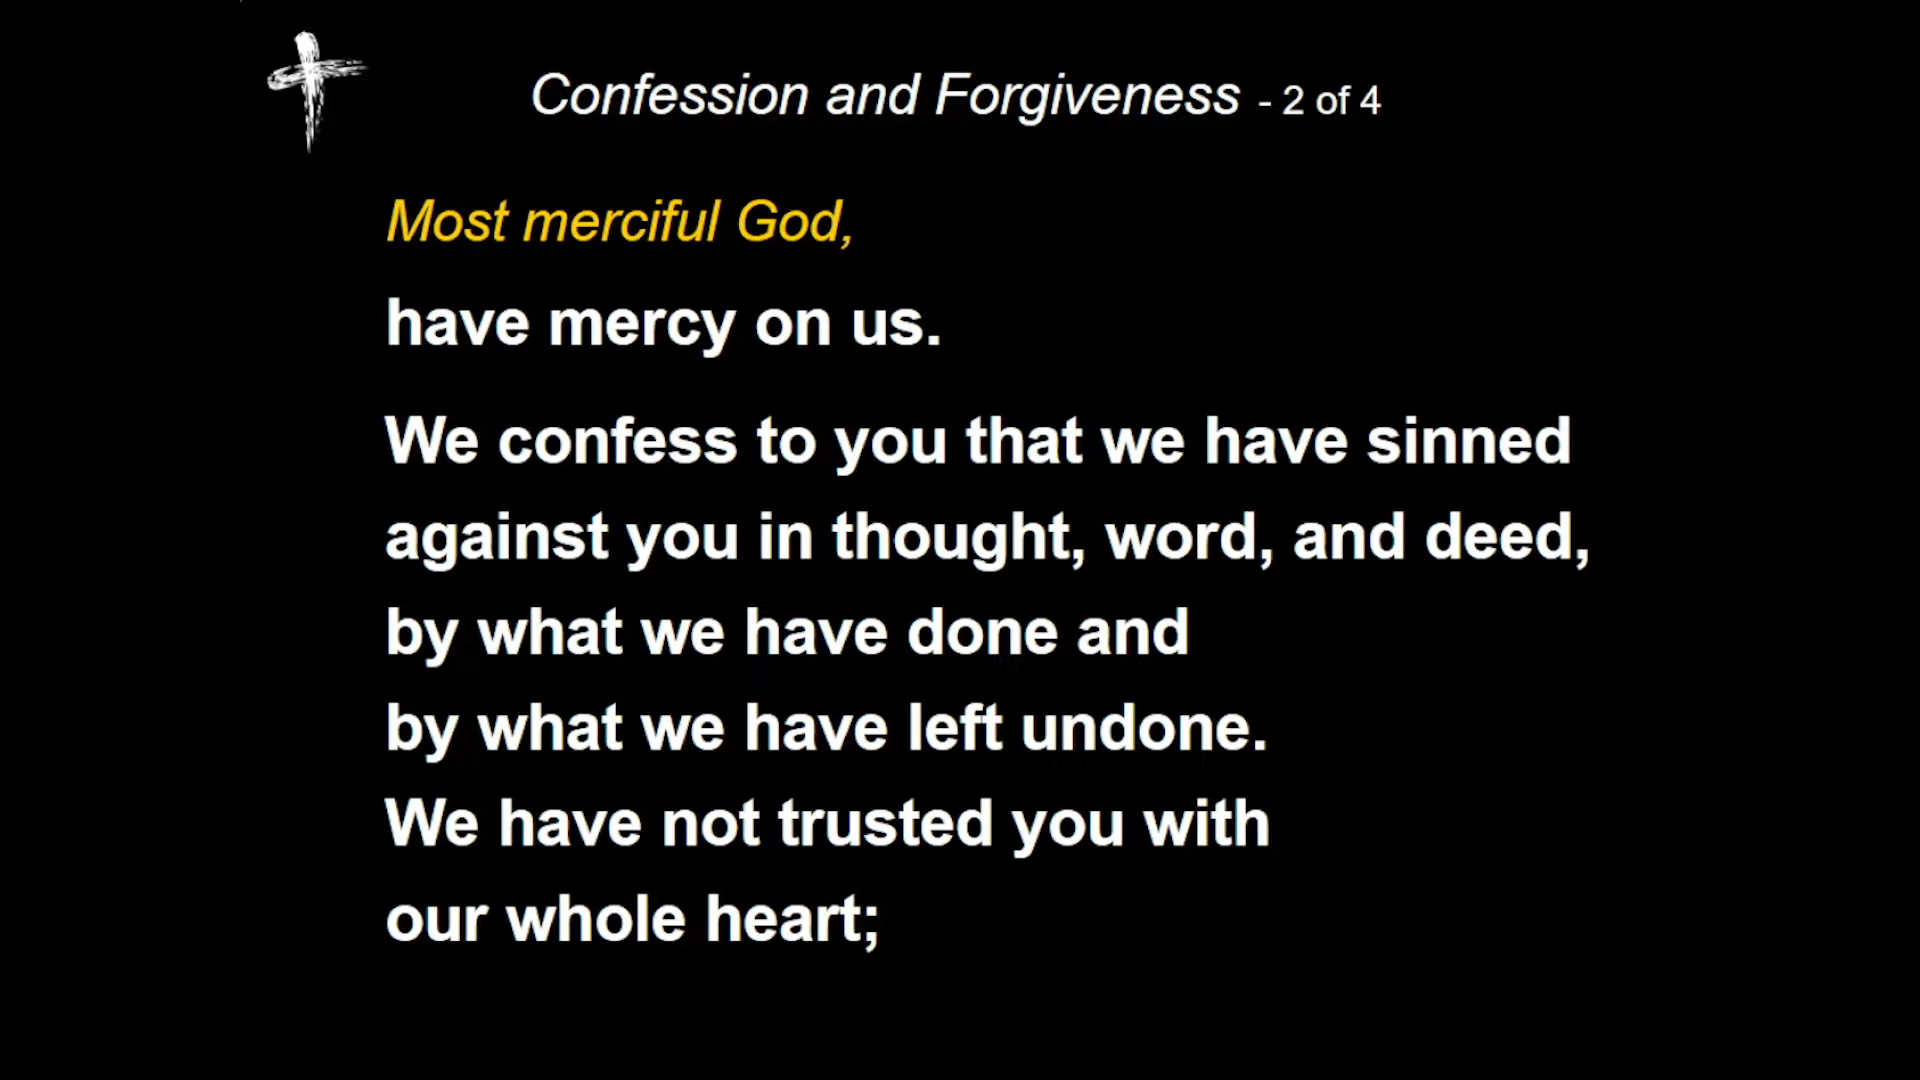 Confession and Forgiveness - 2 of 4
Most merciful God,
have mercy on us.
We confess to you that we have sinned
against you in thought, word, and deed,
by what we have done and
by what we have left undone.
We have not trusted you with
our whole heart;